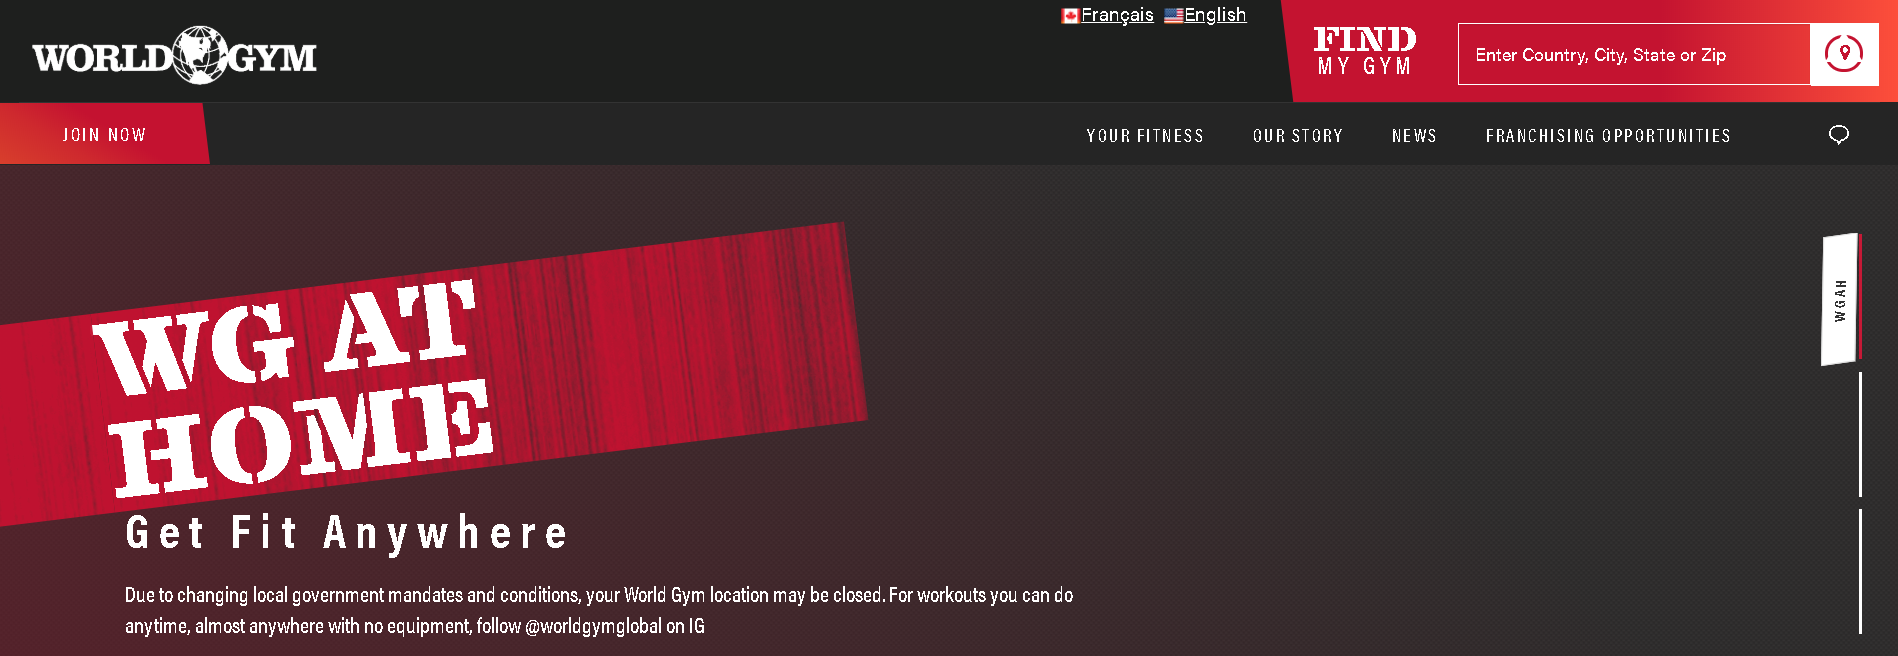 Français English
WORLD GYM
FIND
MY GYM
Enter Country, City, State or Zip
JOIN NOW
YOUR FITNESS
OUR STORY
NEWS
FRANCHISING OPPORTUNITIES
WG AT
HOME
WGAH
Get Fit Anywhere
Due to changing local government mandates and conditions, your World Gym location may be closed. For workouts you can do
anytime, almost anywhere with no equipment, follow @worldgymglobal on IG